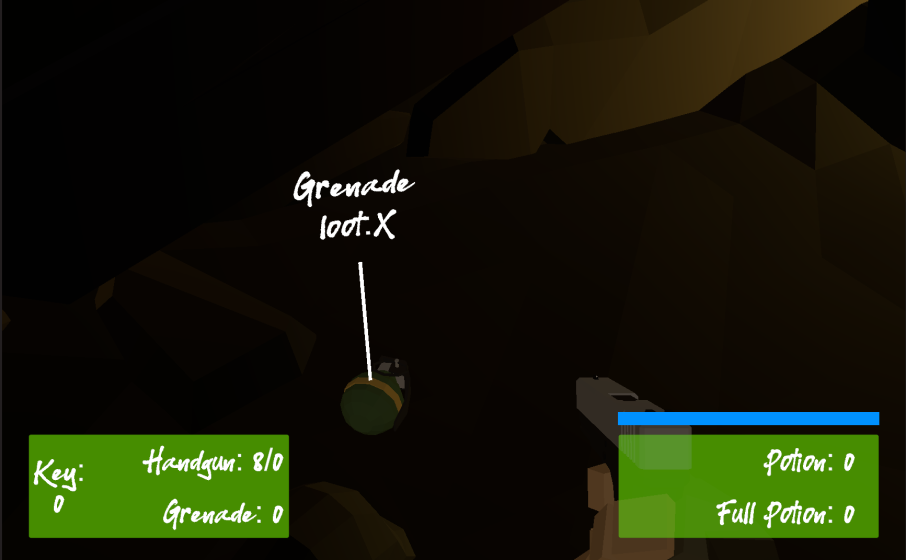 Grenade
loot.X
Key:
0
Handgun: 8/0
Grenade: 0
Potion: 0
Full Potion: 0